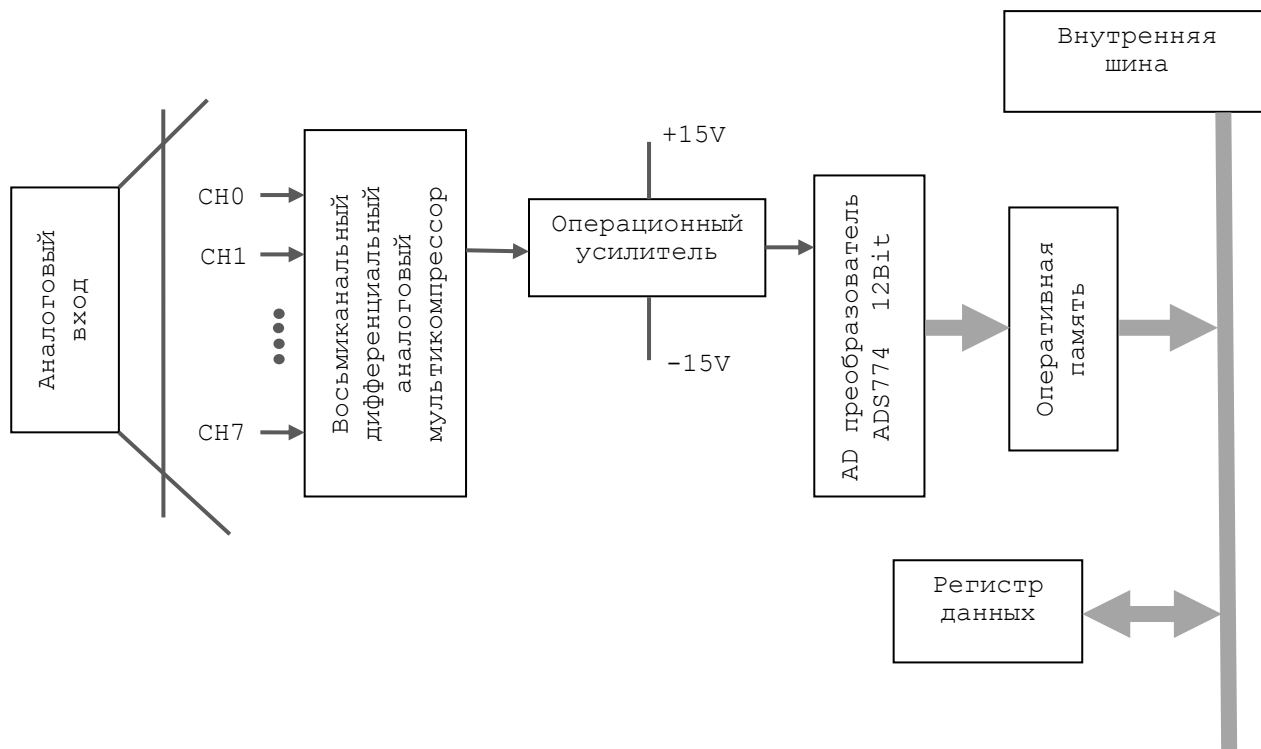 Внутренняя
шина
Аналоговый
вход
CH0
CH1
CH7
Восьмиканальный
дифференциальный
аналоговый
мультикомпрессор
+15V
Операционный
усилитель
-15V
AD преобразователь
ADS774 12Bit
Оперативная
память
Регистр
данных